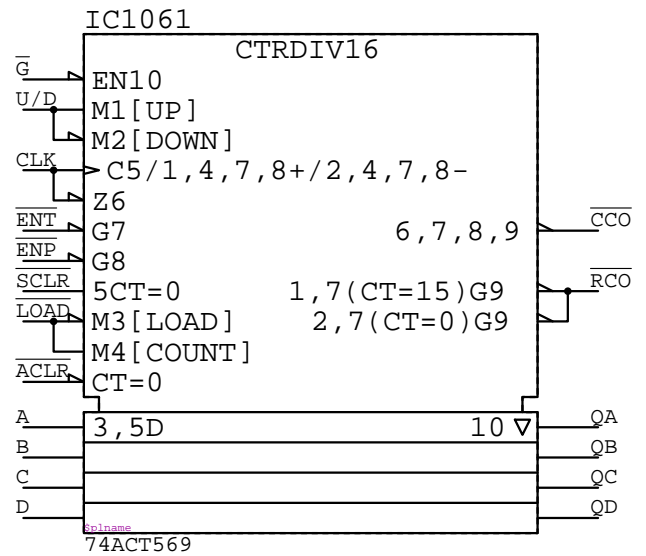 IC1061
CTRDIV16
G EN10
U/D M1[UP]
M2[DOWN]
CLK C5/1,4,7,8+/2,4,7,8-
Z6
ENT G7 6,7,8,9 CCO
ENP G8
SCLR 5CT=0 1,7(CT=15)G9 RCO
LOAD M3[LOAD] 2,7(CT=0)G9
M4[COUNT]
ACLR CT=0
A 3,5D 10 ▽ QA
B QB
C QC
D QD
$plname
74ACT569